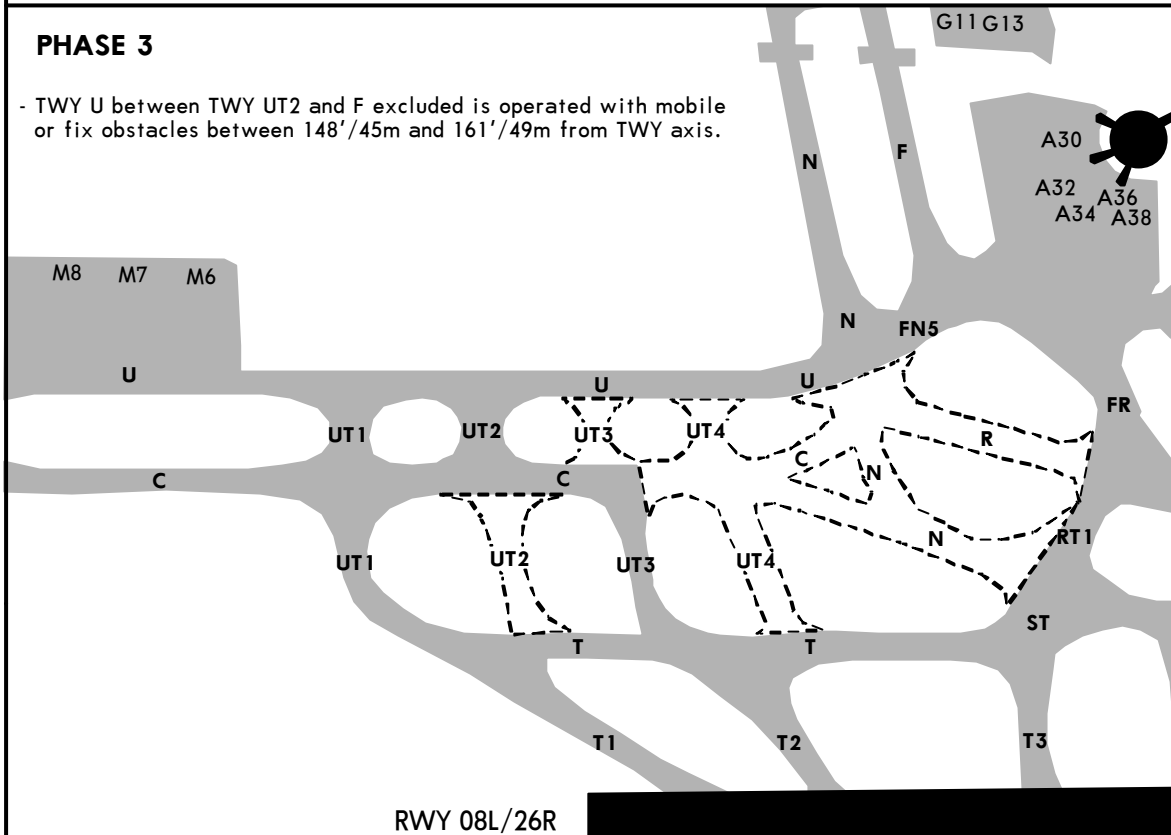 G11 G13
PHASE 3
- TWY U between TWY UT2 and F excluded is operated with mobile
or fix obstacles between 148'/45m and 161'/49m from TWY axis.
A30
N
F
A32
A36
A34
A38
M8 M7 M6
N
FN5
U
U
U
FR
UT1
UT2
UT3
UT4
R
C
C
C
N
N
RT1
UT1
UT2
UT3
UT4
ST
T
T
T1
T2
T3
RWY 08L/26R